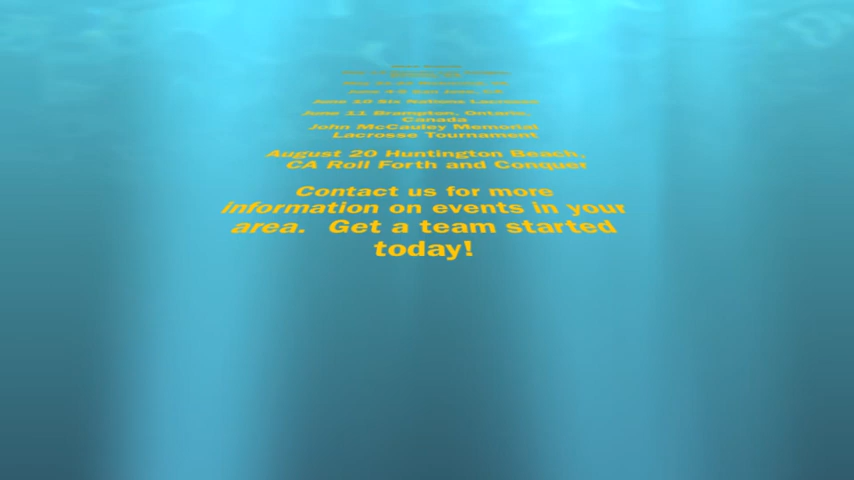 June 10 Six Nations Lacrosse
June 11 Brampton, Ontario,
Canada
John McCauley Memorial
Lacrosse Tournament
August 20 Huntington Beach,
CA Roll Forth and Conquer
Contact us for more
information on events in your
area. Get a team started
today!